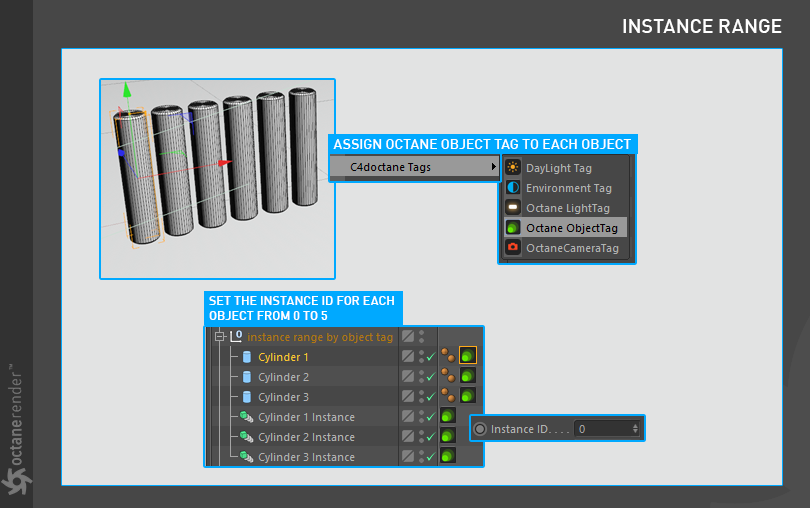 INSTANCE RANGE
ASSIGN OCTANE OBJECT TAG TO EACH OBJECT
C4doctane Tags
DayLight Tag
Environment Tag
Octane LightTag
Octane ObjectTag
OctaneCameraTag
SET THE INSTANCE ID FOR EACH
OBJECT FROM 0 TO 5
instance range by object tag
Cylinder 1
Cylinder 2
Cylinder 3
Cylinder 1 Instance
Cylinder 2 Instance
Cylinder 3 Instance
Instance ID. . . . 0
octanerender™